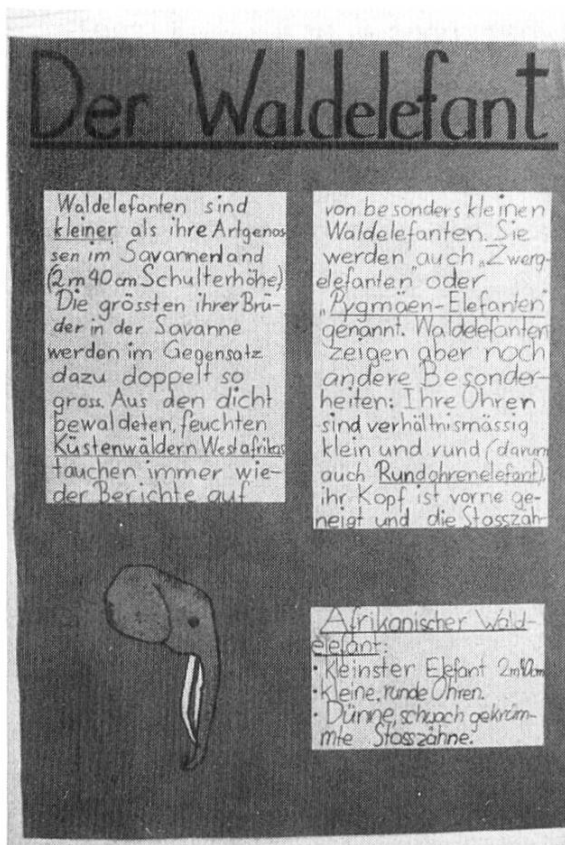 Der Waldelefant
Waldelefanten sind
kleiner als ihre Artgenos
sen im Savannenland
(2m 40cm Schulterhöhe)
Die grössten ihrer Brü-
der in der Savanne
werden im Gegensatz
dazu doppelt so
gross. Aus den dicht
bewaldeten, feuchten
Küstenwäldern Westafrikas
tauchen immer wie-
der Berichte auf
von besonders kleinen
Waldelefanten. Sie
werden auch „Zwerg-
elefanten" oder
„Pygmäen-Elefanten"
genannt. Waldelefanten
zeigen aber noch
andere Besonder-
heiten: Ihre Ohren
sind verhältnismässig
klein und rund (darum
auch Rundohrenelefant),
ihr Kopf ist vorne ge-
neigt und die Stosszäh-
Afrikanischer Wald-
elefant:
· Kleinster Elefant 2m40cm
· Kleine, runde Ohren.
· Dünne, schwach gekrüm-
mte Stosszähne.